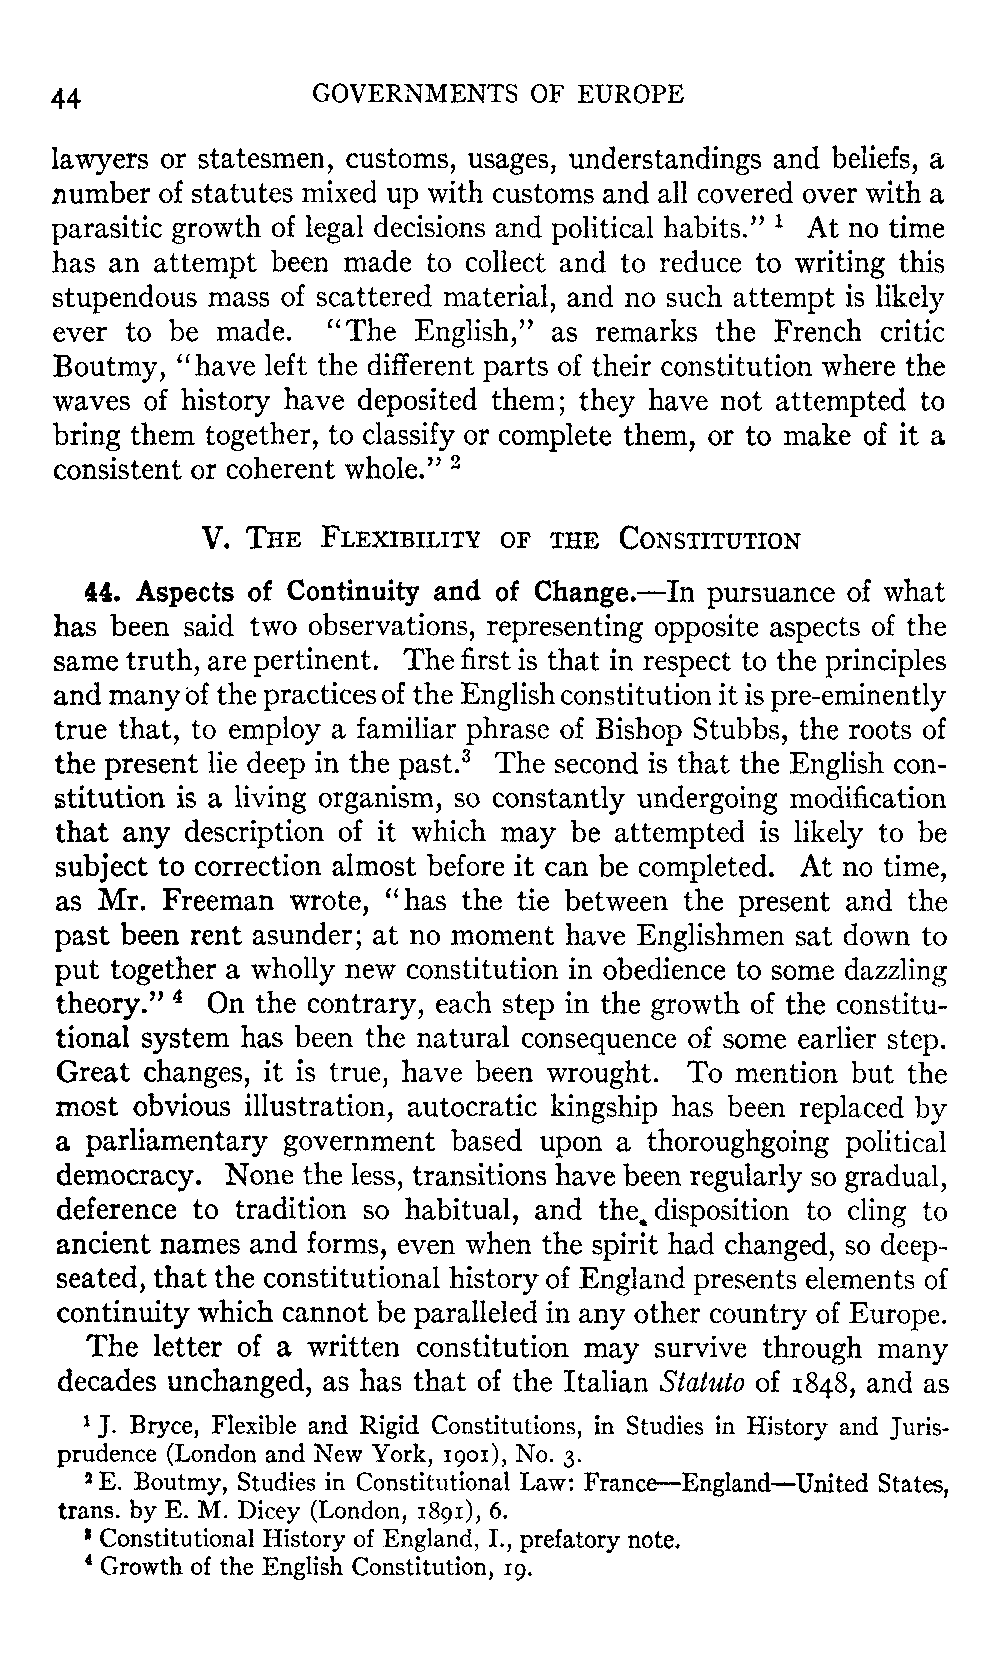 44 GOVERNMENTS OF EUROPE
lawyers or statesmen, customs, usages, understandings and beliefs, a
number of statutes mixed up with customs and all covered over with a
parasitic growth of legal decisions and political habits.” ¹ At no time
has an attempt been made to collect and to reduce to writing this
stupendous mass of scattered material, and no such attempt is likely
ever to be made. “The English,” as remarks the French critic
Boutmy, “have left the different parts of their constitution where the
waves of history have deposited them; they have not attempted to
bring them together, to classify or complete them, or to make of it a
consistent or coherent whole.” ²
V. THE FLEXIBILITY OF THE CONSTITUTION
44. Aspects of Continuity and of Change.—In pursuance of what
has been said two observations, representing opposite aspects of the
same truth, are pertinent. The first is that in respect to the principles
and many of the practices of the English constitution it is pre-eminently
true that, to employ a familiar phrase of Bishop Stubbs, the roots of
the present lie deep in the past.³ The second is that the English con-
stitution is a living organism, so constantly undergoing modification
that any description of it which may be attempted is likely to be
subject to correction almost before it can be completed. At no time,
as Mr. Freeman wrote, “has the tie between the present and the
past been rent asunder; at no moment have Englishmen sat down to
put together a wholly new constitution in obedience to some dazzling
theory.” ⁴ On the contrary, each step in the growth of the constitu-
tional system has been the natural consequence of some earlier step.
Great changes, it is true, have been wrought. To mention but the
most obvious illustration, autocratic kingship has been replaced by
a parliamentary government based upon a thoroughgoing political
democracy. None the less, transitions have been regularly so gradual,
deference to tradition so habitual, and the disposition to cling to
ancient names and forms, even when the spirit had changed, so deep-
seated, that the constitutional history of England presents elements of
continuity which cannot be paralleled in any other country of Europe.
The letter of a written constitution may survive through many
decades unchanged, as has that of the Italian Statuto of 1848, and as
¹ J. Bryce, Flexible and Rigid Constitutions, in Studies in History and Juris-
prudence (London and New York, 1901), No. 3.
² E. Boutmy, Studies in Constitutional Law: France—England—United States,
trans. by E. M. Dicey (London, 1891), 6.
³ Constitutional History of England, I., prefatory note.
⁴ Growth of the English Constitution, 19.